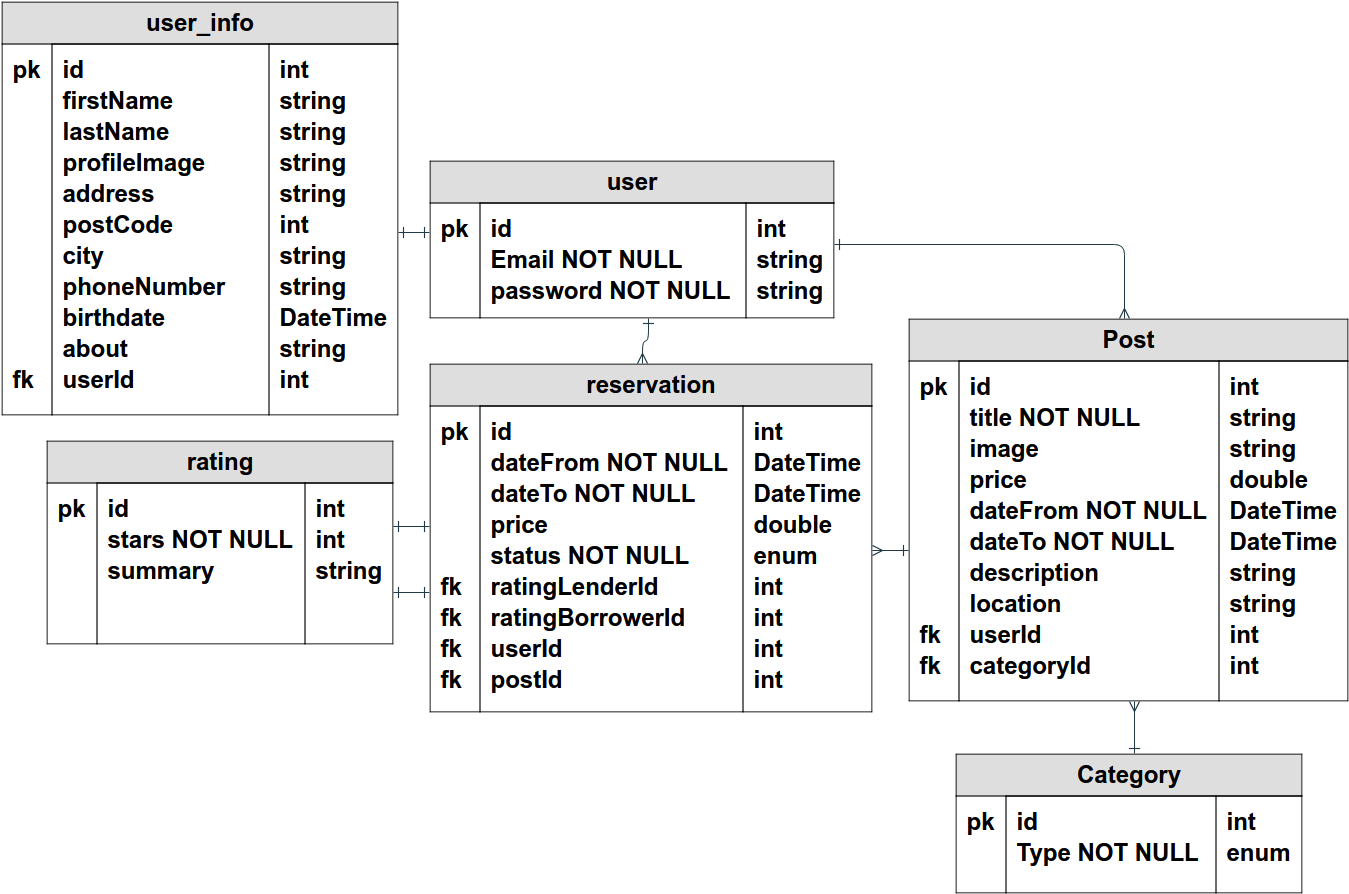 user_info
pk id int
firstName string
lastName string
profileImage string
address string
postCode int
city string
phoneNumber string
birthdate DateTime
about string
fk userId int
user
pk id int
Email NOT NULL string
password NOT NULL string
rating
pk id int
stars NOT NULL int
summary string
reservation
pk id int
dateFrom NOT NULL DateTime
dateTo NOT NULL DateTime
price double
status NOT NULL enum
fk ratingLenderId int
fk ratingBorrowerId int
fk userId int
fk postId int
Post
pk id int
title NOT NULL string
image string
price double
dateFrom NOT NULL DateTime
dateTo NOT NULL DateTime
description string
location string
fk userId int
fk categoryId int
Category
pk id int
Type NOT NULL enum